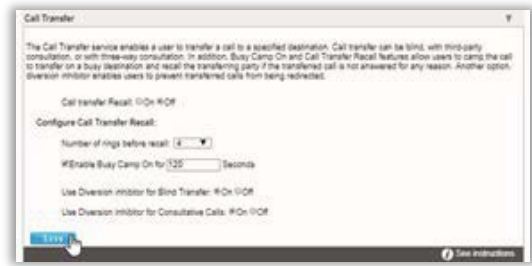 Call Transfer
The Call Transfer service enables a user to transfer a call to a specified destination. Call transfer can be blind, with third-party
consultation, or with three-way consultation. In addition, Busy Camp On and Call Transfer Recall features allow users to camp the call
to transfer on a busy destination and recall the transferring party if the transferred call is not answered for any reason. Another option,
diversion inhibitor enables users to prevent transferred calls from being redirected.
Call transfer Recall: On Off
Configure Call Transfer Recall:
Number of rings before recall: 4
Enable Busy Camp On for 120 Seconds
Use Diversion inhibitor for Blind Transfer: On Off
Use Diversion inhibitor for Consultative Calls: On Off
Save
See instructions